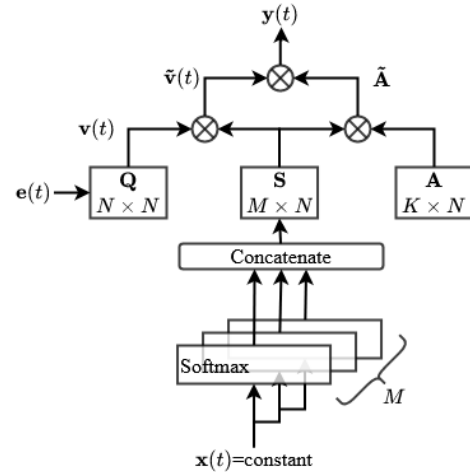 y(t)
ṽ(t) Ã
v(t)
e(t) Q S A
N × N M × N K × N
Concatenate
Softmax
M
x(t)=constant